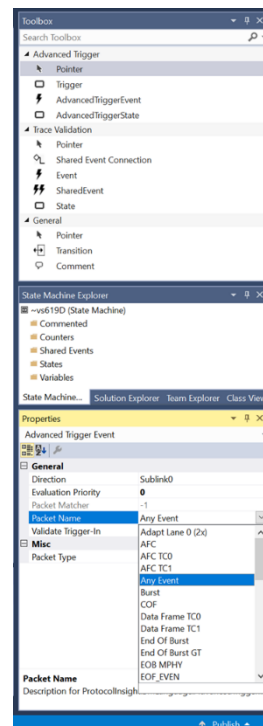 Toolbox
Search Toolbox
Advanced Trigger
Pointer
Trigger
AdvancedTriggerEvent
AdvancedTriggerState
Trace Validation
Pointer
Shared Event Connection
Event
SharedEvent
State
General
Pointer
Transition
Comment
State Machine Explorer
~vs619D (State Machine)
Commented
Counters
Shared Events
States
Variables
State Machine... Solution Explorer Team Explorer Class View
Properties
Advanced Trigger Event
General
Direction Sublink0
Evaluation Priority 0
Packet Matcher -1
Packet Name Any Event
Validate Trigger-In Adapt Lane 0 (2x)
Misc AFC
Packet Type AFC TC0
AFC TC1
Any Event
Burst
COF
Data Frame TC0
Data Frame TC1
End Of Burst
End Of Burst GT
EOB MPHY
EOF_EVEN
Packet Name
Description for ProtocolInsight
Publish